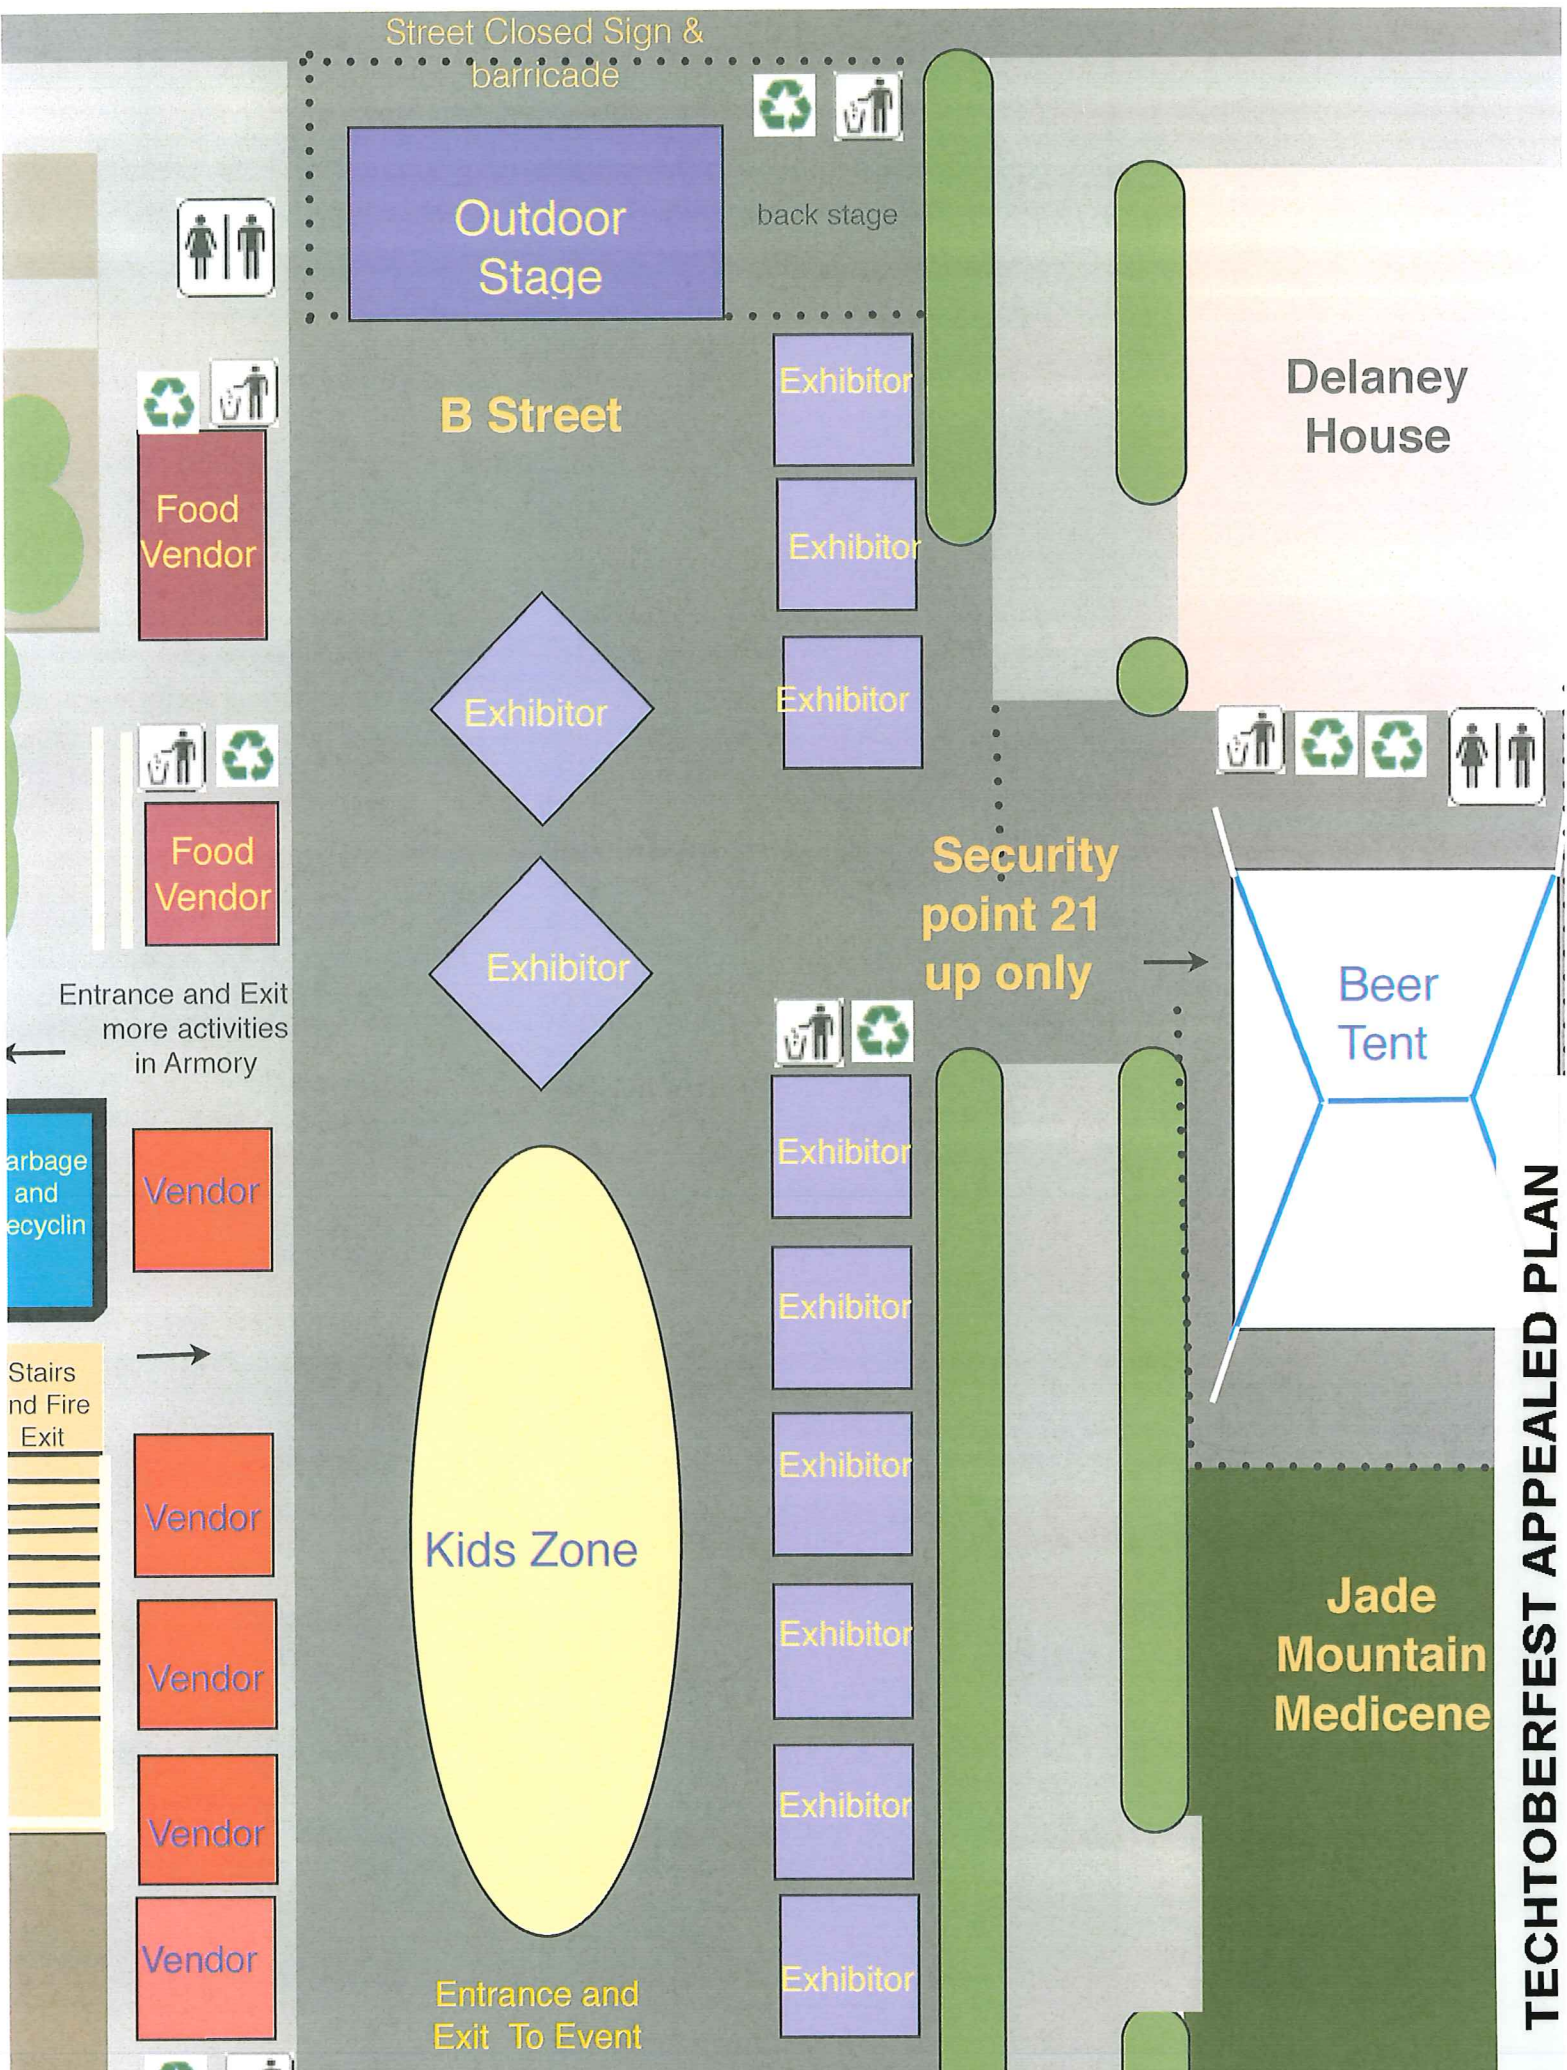 Street Closed Sign &
barricade
Outdoor
Stage
back stage
B Street
Exhibitor
Exhibitor
Exhibitor
Delaney
House
Food
Vendor
Exhibitor
Food
Vendor
Exhibitor
Security
point 21
up only
Beer
Tent
Entrance and Exit
more activities
in Armory
arbage
and
ecyclin
Vendor
Stairs
nd Fire
Exit
Vendor
Vendor
Vendor
Vendor
Kids Zone
Exhibitor
Exhibitor
Exhibitor
Exhibitor
Exhibitor
Exhibitor
Jade
Mountain
Medicene
Entrance and
Exit To Event
TECHTOBERFEST APPEALED PLAN